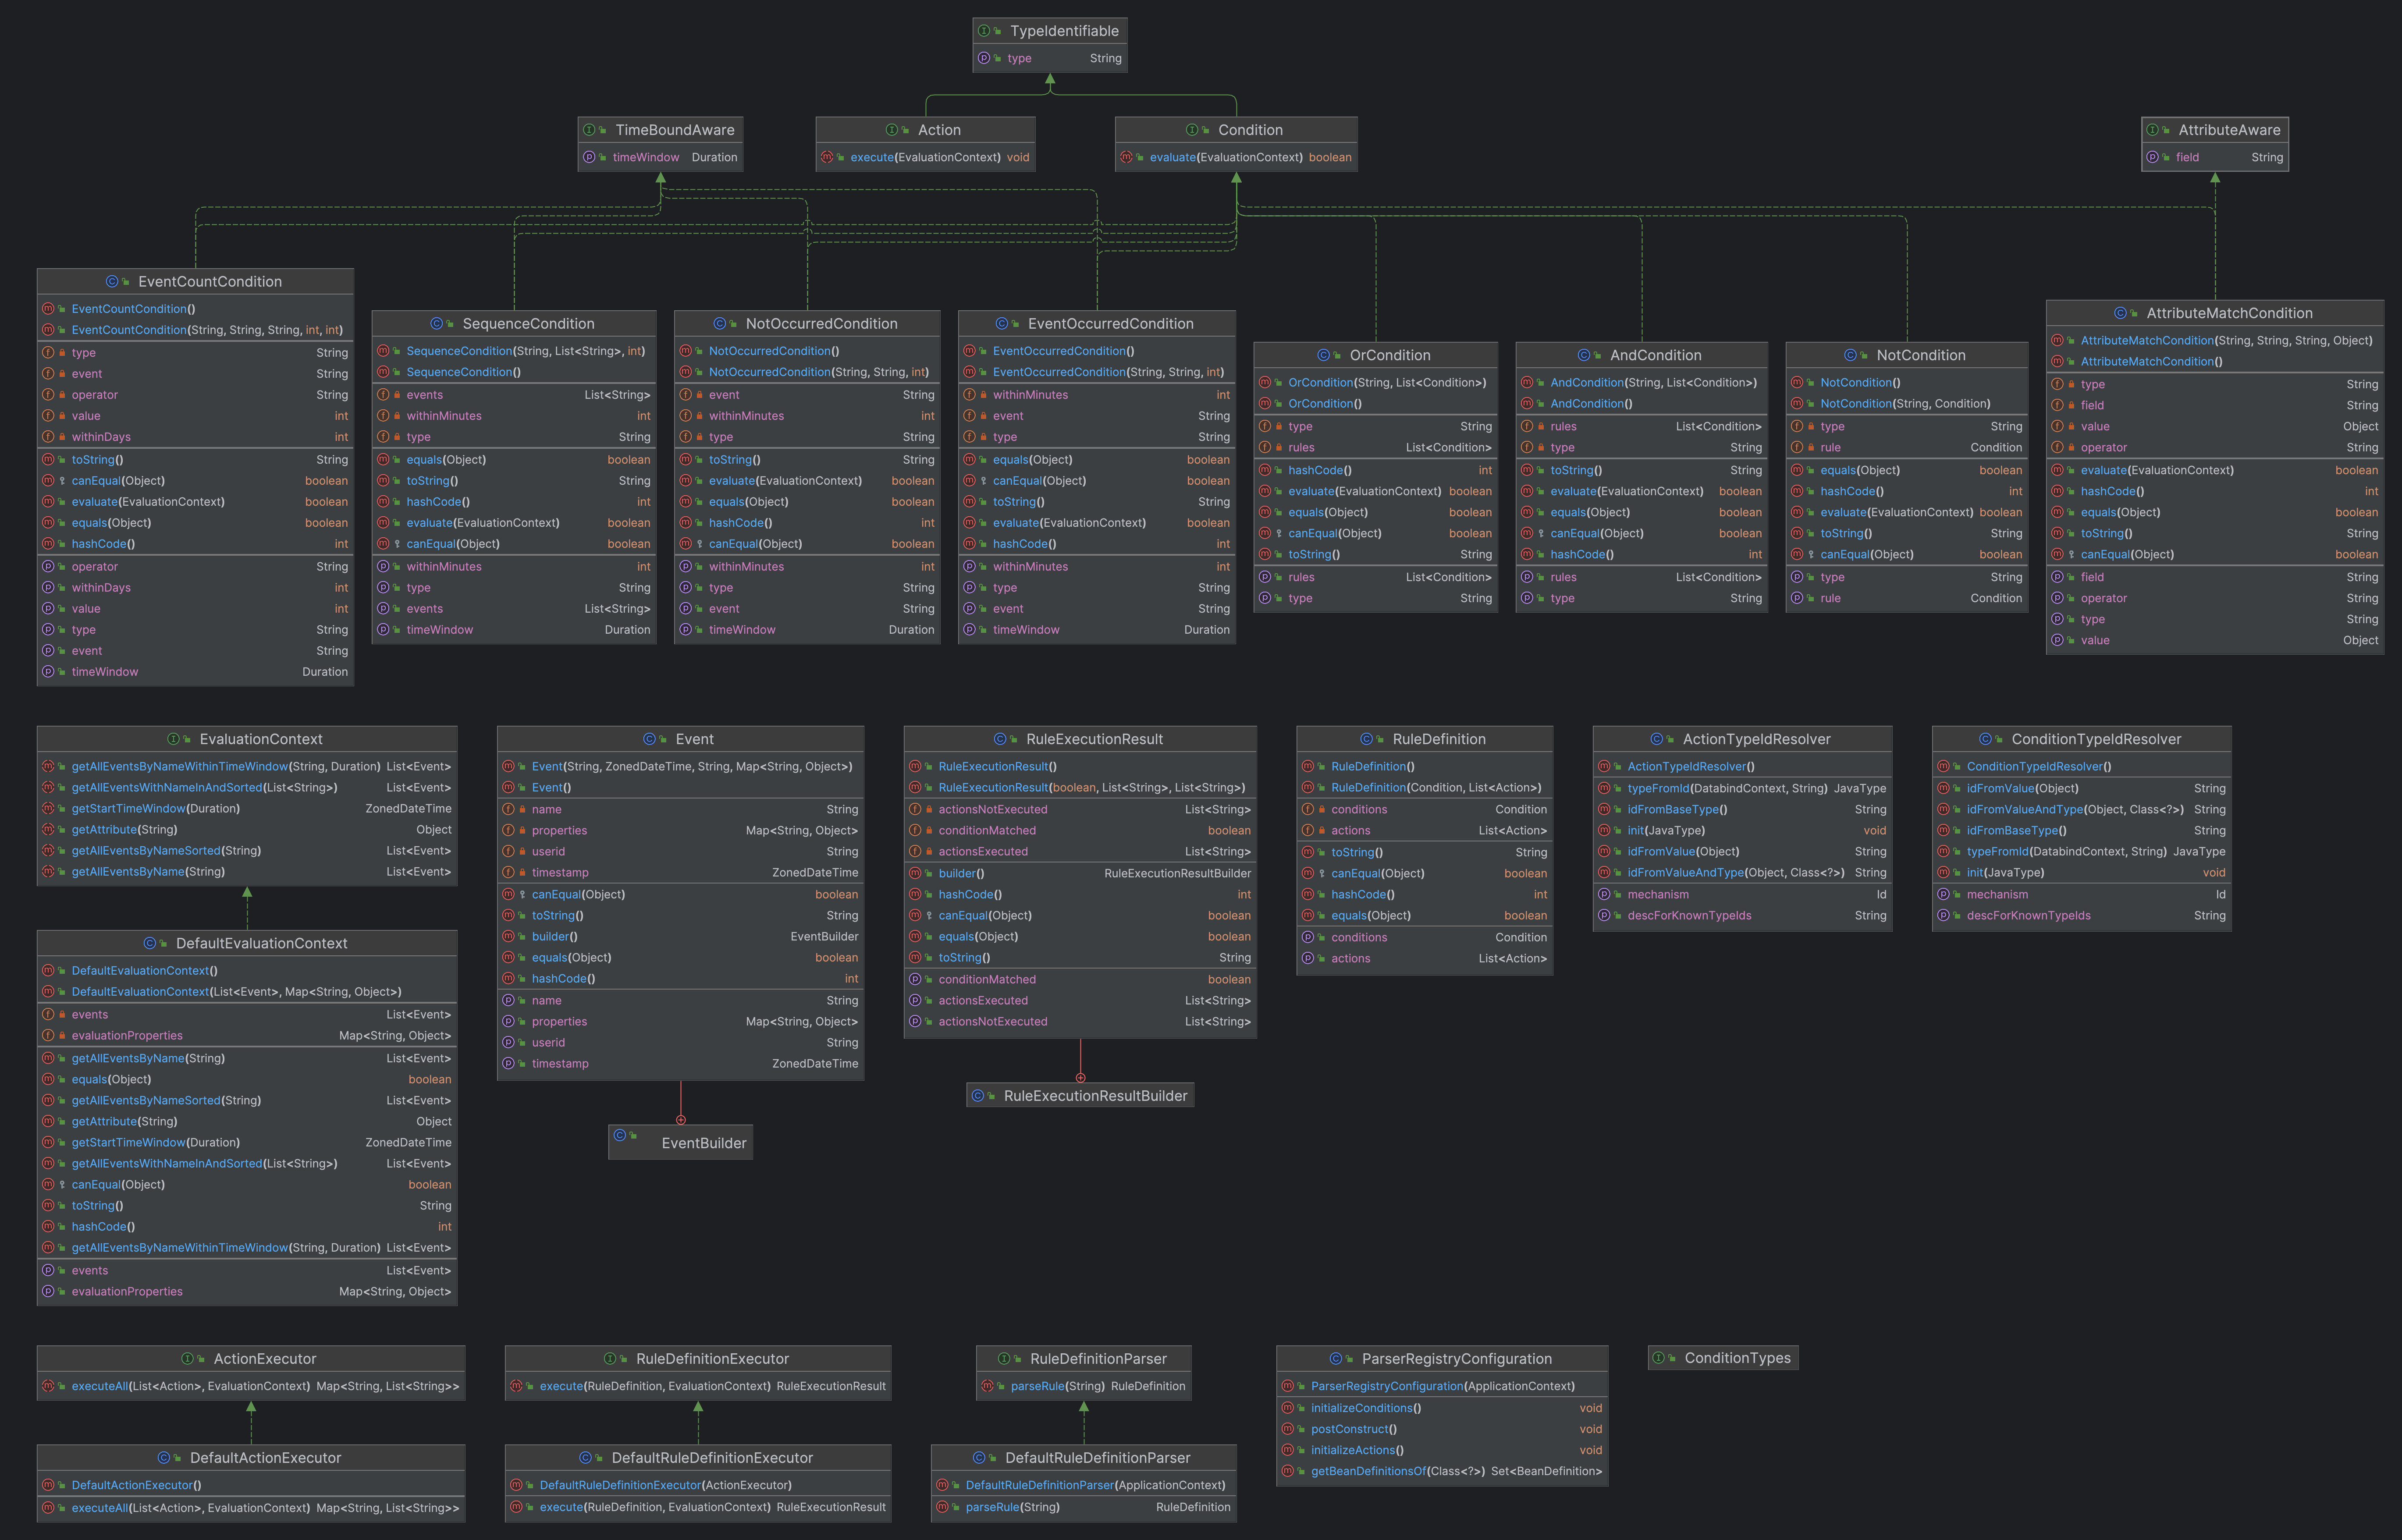 TypeIdentifiable
type String
TimeBoundAware
timeWindow Duration
Action
execute(EvaluationContext) void
Condition
evaluate(EvaluationContext) boolean
AttributeAware
field String
EventCountCondition
EventCountCondition()
EventCountCondition(String, String, String, int, int)
type String
event String
operator String
value int
withinDays int
toString() String
canEqual(Object) boolean
evaluate(EvaluationContext) boolean
equals(Object) boolean
hashCode() int
operator String
withinDays int
value int
type String
event String
timeWindow Duration
SequenceCondition
SequenceCondition(String, List<String>, int)
SequenceCondition()
events List<String>
withinMinutes int
type String
equals(Object) boolean
toString() String
hashCode() int
evaluate(EvaluationContext) boolean
canEqual(Object) boolean
withinMinutes int
type String
events List<String>
timeWindow Duration
NotOccurredCondition
NotOccurredCondition()
NotOccurredCondition(String, String, int)
event String
withinMinutes int
type String
toString() String
evaluate(EvaluationContext) boolean
equals(Object) boolean
hashCode() int
canEqual(Object) boolean
withinMinutes int
type String
event String
timeWindow Duration
EventOccurredCondition
EventOccurredCondition()
EventOccurredCondition(String, String, int)
withinMinutes int
event String
type String
equals(Object) boolean
canEqual(Object) boolean
toString() String
evaluate(EvaluationContext) boolean
hashCode() int
withinMinutes int
type String
event String
timeWindow Duration
OrCondition
OrCondition(String, List<Condition>)
OrCondition()
type String
rules List<Condition>
hashCode() int
evaluate(EvaluationContext) boolean
equals(Object) boolean
canEqual(Object) boolean
toString() String
rules List<Condition>
type String
AndCondition
AndCondition(String, List<Condition>)
AndCondition()
rules List<Condition>
type String
toString() String
evaluate(EvaluationContext) boolean
equals(Object) boolean
canEqual(Object) boolean
hashCode() int
rules List<Condition>
type String
NotCondition
NotCondition()
NotCondition(String, Condition)
type String
rule Condition
equals(Object) boolean
hashCode() int
evaluate(EvaluationContext) boolean
toString() String
canEqual(Object) boolean
type String
rule Condition
AttributeMatchCondition
AttributeMatchCondition(String, String, String, Object)
AttributeMatchCondition()
type String
field String
value Object
operator String
evaluate(EvaluationContext) boolean
hashCode() int
equals(Object) boolean
toString() String
canEqual(Object) boolean
field String
operator String
type String
value Object
EvaluationContext
getAllEventsByNameWithinTimeWindow(String, Duration) List<Event>
getAllEventsWithNameInAndSorted(List<String>) List<Event>
getStartTimeWindow(Duration) ZonedDateTime
getAttribute(String) Object
getAllEventsByNameSorted(String) List<Event>
getAllEventsByName(String) List<Event>
DefaultEvaluationContext
DefaultEvaluationContext()
DefaultEvaluationContext(List<Event>, Map<String, Object>)
events List<Event>
evaluationProperties Map<String, Object>
getAllEventsByName(String) List<Event>
equals(Object) boolean
getAllEventsByNameSorted(String) List<Event>
getAttribute(String) Object
getStartTimeWindow(Duration) ZonedDateTime
getAllEventsWithNameInAndSorted(List<String>) List<Event>
canEqual(Object) boolean
toString() String
hashCode() int
getAllEventsByNameWithinTimeWindow(String, Duration) List<Event>
events List<Event>
evaluationProperties Map<String, Object>
Event
Event(String, ZonedDateTime, String, Map<String, Object>)
Event()
name String
properties Map<String, Object>
userid String
timestamp ZonedDateTime
canEqual(Object) boolean
toString() String
builder() EventBuilder
equals(Object) boolean
hashCode() int
name String
properties Map<String, Object>
userid String
timestamp ZonedDateTime
EventBuilder
RuleExecutionResult
RuleExecutionResult()
RuleExecutionResult(boolean, List<String>, List<String>)
actionsNotExecuted List<String>
conditionMatched boolean
actionsExecuted List<String>
builder() RuleExecutionResultBuilder
hashCode() int
canEqual(Object) boolean
equals(Object) boolean
toString() String
conditionMatched boolean
actionsExecuted List<String>
actionsNotExecuted List<String>
RuleExecutionResultBuilder
RuleDefinition
RuleDefinition()
RuleDefinition(Condition, List<Action>)
conditions Condition
actions List<Action>
toString() String
canEqual(Object) boolean
hashCode() int
equals(Object) boolean
conditions Condition
actions List<Action>
ActionTypeIdResolver
ActionTypeIdResolver()
typeFromId(DatabindContext, String) JavaType
idFromBaseType() String
init(JavaType) void
idFromValue(Object) String
idFromValueAndType(Object, Class<?>) String
mechanism Id
descForKnownTypeIds String
ConditionTypeIdResolver
ConditionTypeIdResolver()
idFromValue(Object) String
idFromValueAndType(Object, Class<?>) String
idFromBaseType() String
typeFromId(DatabindContext, String) JavaType
init(JavaType) void
mechanism Id
descForKnownTypeIds String
ActionExecutor
executeAll(List<Action>, EvaluationContext) Map<String, List<String>>
DefaultActionExecutor
DefaultActionExecutor()
executeAll(List<Action>, EvaluationContext) Map<String, List<String>>
RuleDefinitionExecutor
execute(RuleDefinition, EvaluationContext) RuleExecutionResult
DefaultRuleDefinitionExecutor
DefaultRuleDefinitionExecutor(ActionExecutor)
execute(RuleDefinition, EvaluationContext) RuleExecutionResult
RuleDefinitionParser
parseRule(String) RuleDefinition
DefaultRuleDefinitionParser
DefaultRuleDefinitionParser(ApplicationContext)
parseRule(String) RuleDefinition
ParserRegistryConfiguration
ParserRegistryConfiguration(ApplicationContext)
initializeConditions() void
postConstruct() void
initializeActions() void
getBeanDefinitionsOf(Class<?>) Set<BeanDefinition>
ConditionTypes